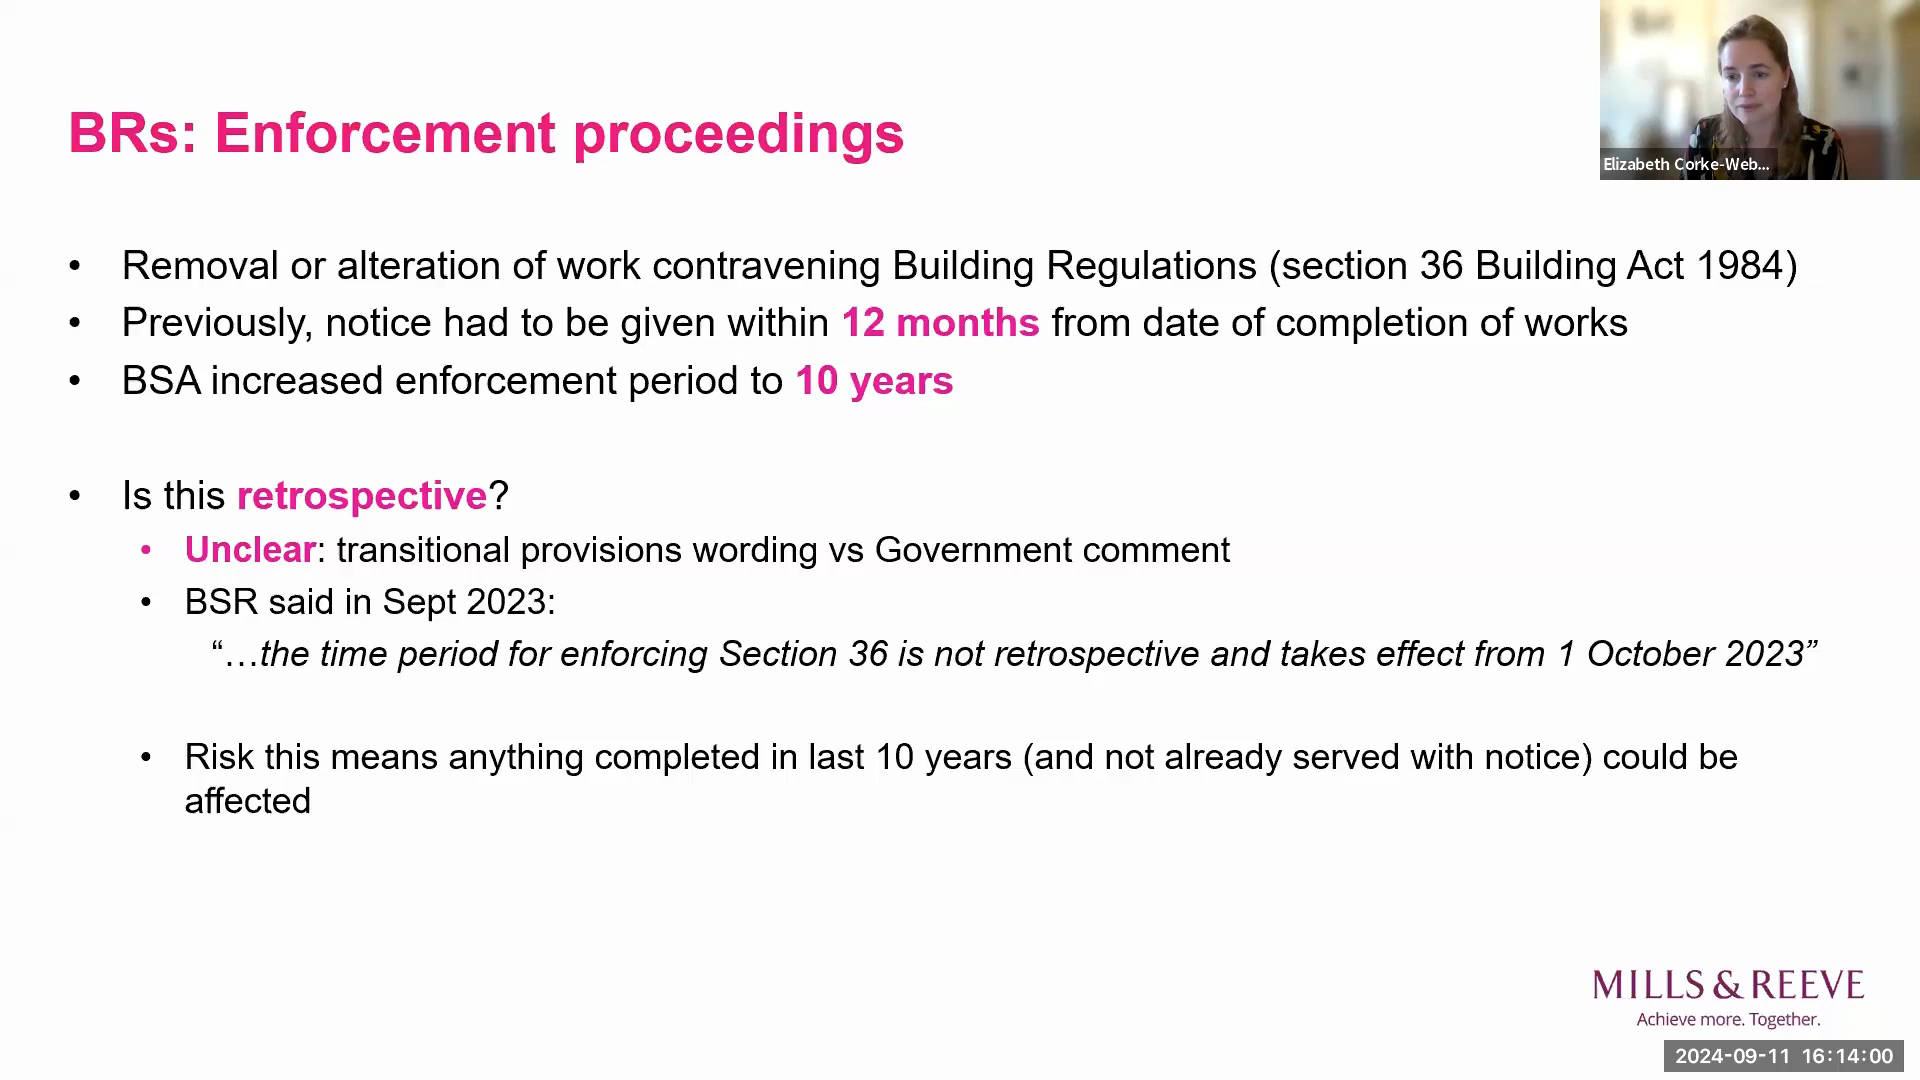 BRs: Enforcement proceedings
Elizabeth Corke-Web...
• Removal or alteration of work contravening Building Regulations (section 36 Building Act 1984)
• Previously, notice had to be given within 12 months from date of completion of works
• BSA increased enforcement period to 10 years
• Is this retrospective?
• Unclear: transitional provisions wording vs Government comment
• BSR said in Sept 2023:
“…the time period for enforcing Section 36 is not retrospective and takes effect from 1 October 2023”
• Risk this means anything completed in last 10 years (and not already served with notice) could be
affected
MILLS & REEVE
Achieve more. Together.
2024-09-11 16:14:00